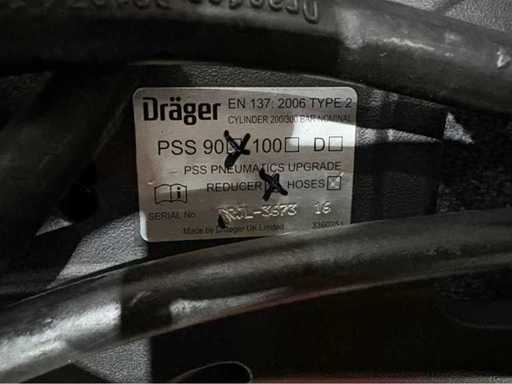 Dräger EN 137: 2006 TYPE 2
CYLINDER 200/300 BAR NOMINAL
PSS 90 100 D
PSS PNEUMATICS UPGRADE
REDUCER HOSES
SERIAL No 16
Made by Draeger UK Limited